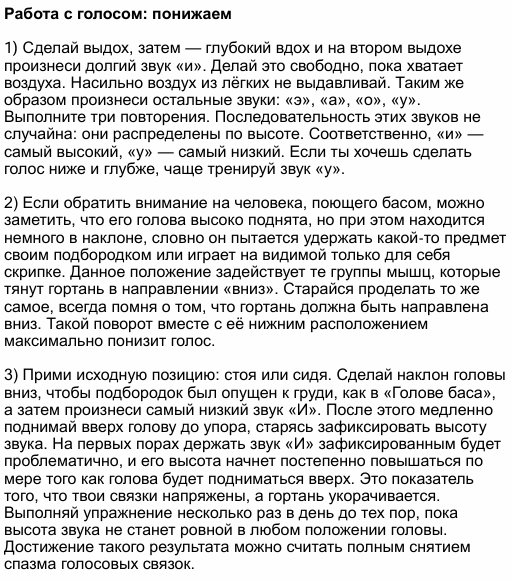 Работа с голосом: понижаем
1) Сделай выдох, затем — глубокий вдох и на втором выдохе
произнеси долгий звук «и». Делай это свободно, пока хватает
воздуха. Насильно воздух из лёгких не выдавливай. Таким же
образом произнеси остальные звуки: «э», «а», «о», «у».
Выполните три повторения. Последовательность этих звуков не
случайна: они распределены по высоте. Соответственно, «и» —
самый высокий, «у» — самый низкий. Если ты хочешь сделать
голос ниже и глубже, чаще тренируй звук «у».
2) Если обратить внимание на человека, поющего басом, можно
заметить, что его голова высоко поднята, но при этом находится
немного в наклоне, словно он пытается удержать какой-то предмет
своим подбородком или играет на видимой только для себя
скрипке. Данное положение задействует те группы мышц, которые
тянут гортань в направлении «вниз». Старайся проделать то же
самое, всегда помня о том, что гортань должна быть направлена
вниз. Такой поворот вместе с её нижним расположением
максимально понизит голос.
3) Прими исходную позицию: стоя или сидя. Сделай наклон головы
вниз, чтобы подбородок был опущен к груди, как в «Голове баса»,
а затем произнеси самый низкий звук «И». После этого медленно
поднимай вверх голову до упора, старясь зафиксировать высоту
звука. На первых порах держать звук «И» зафиксированным будет
проблематично, и его высота начнет постепенно повышаться по
мере того как голова будет подниматься вверх. Это показатель
того, что твои связки напряжены, а гортань укорачивается.
Выполняй упражнение несколько раз в день до тех пор, пока
высота звука не станет ровной в любом положении головы.
Достижение такого результата можно считать полным снятием
спазма голосовых связок.